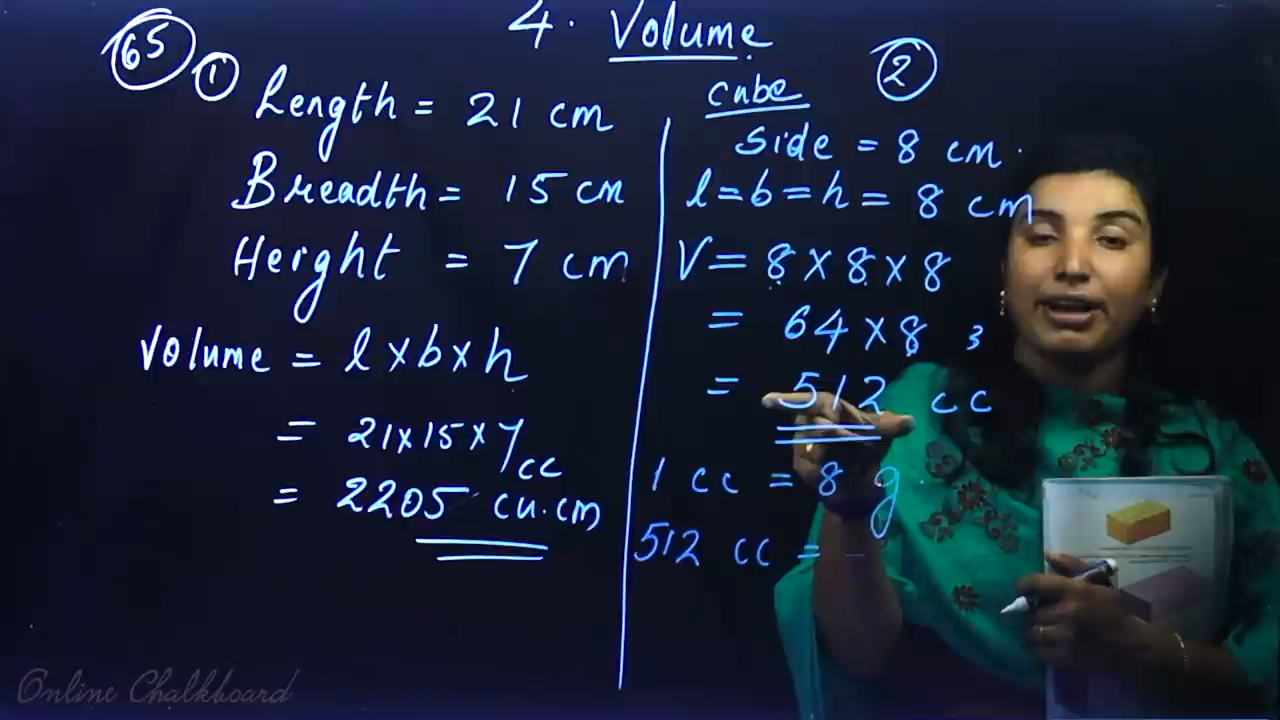 4. Volume
65
1
Length = 21 cm
Breadth = 15 cm
Height = 7 cm
Volume = l x b x h
= 21 x 15 x 7 cc
= 2205 cu.cm
2
Cube
Side = 8 cm.
l = b = h = 8 cm
V = 8 x 8 x 8
= 64 x 8 3
= 512 cc
1 cc = 8 g
512 cc = -
Online Chalkboard